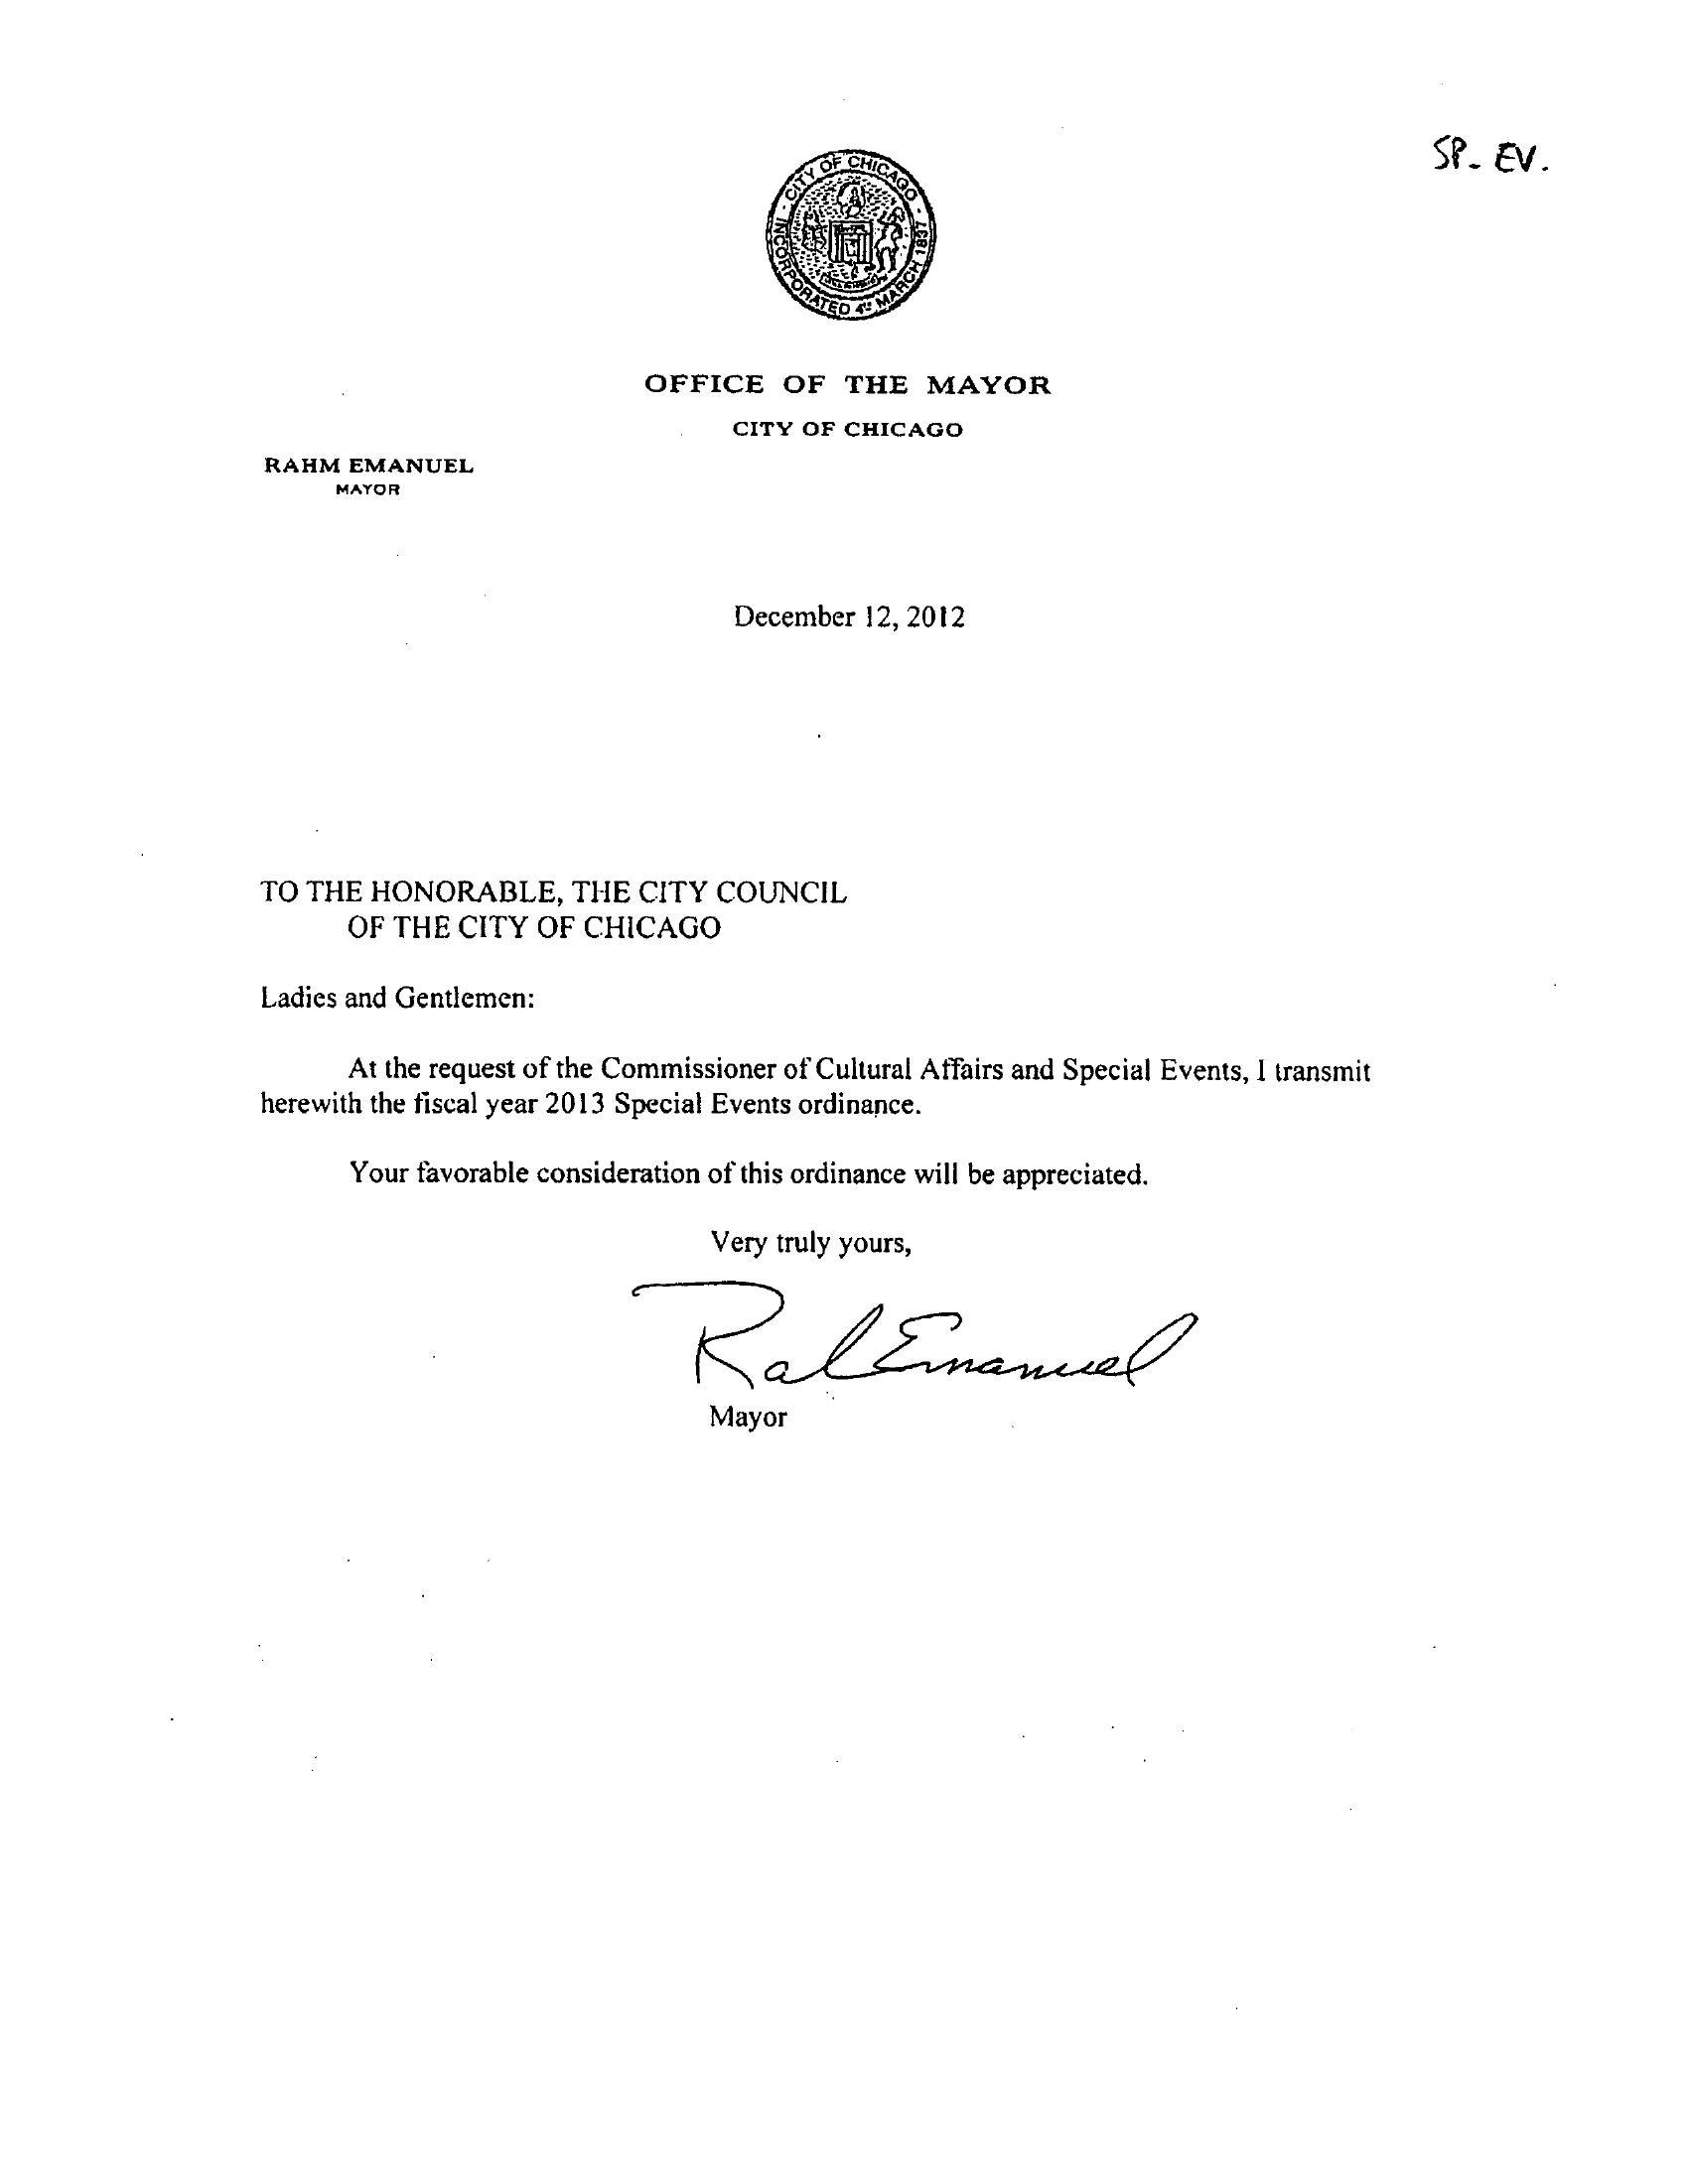 SP. EV.
CITY OF CHICAGO
INCORPORATED 4th MARCH 1837
OFFICE OF THE MAYOR
CITY OF CHICAGO
RAHM EMANUEL
MAYOR
December 12, 2012
TO THE HONORABLE, THE CITY COUNCIL
OF THE CITY OF CHICAGO
Ladies and Gentlemen:
At the request of the Commissioner of Cultural Affairs and Special Events, I transmit
herewith the fiscal year 2013 Special Events ordinance.
Your favorable consideration of this ordinance will be appreciated.
Very truly yours,
Rahm Emanuel
Mayor